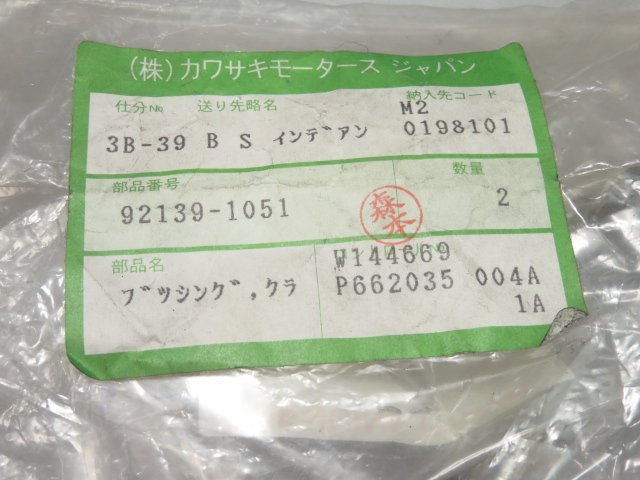 (株)カワサキモータース ジャパン
仕分No 送り先略名 納入先コード
M2
3B-39 B S インデアン 0198101
部品番号 数量
92139-1051 2
森本
部品名 W144669
ブツシング,クラ P662035 004A
1A